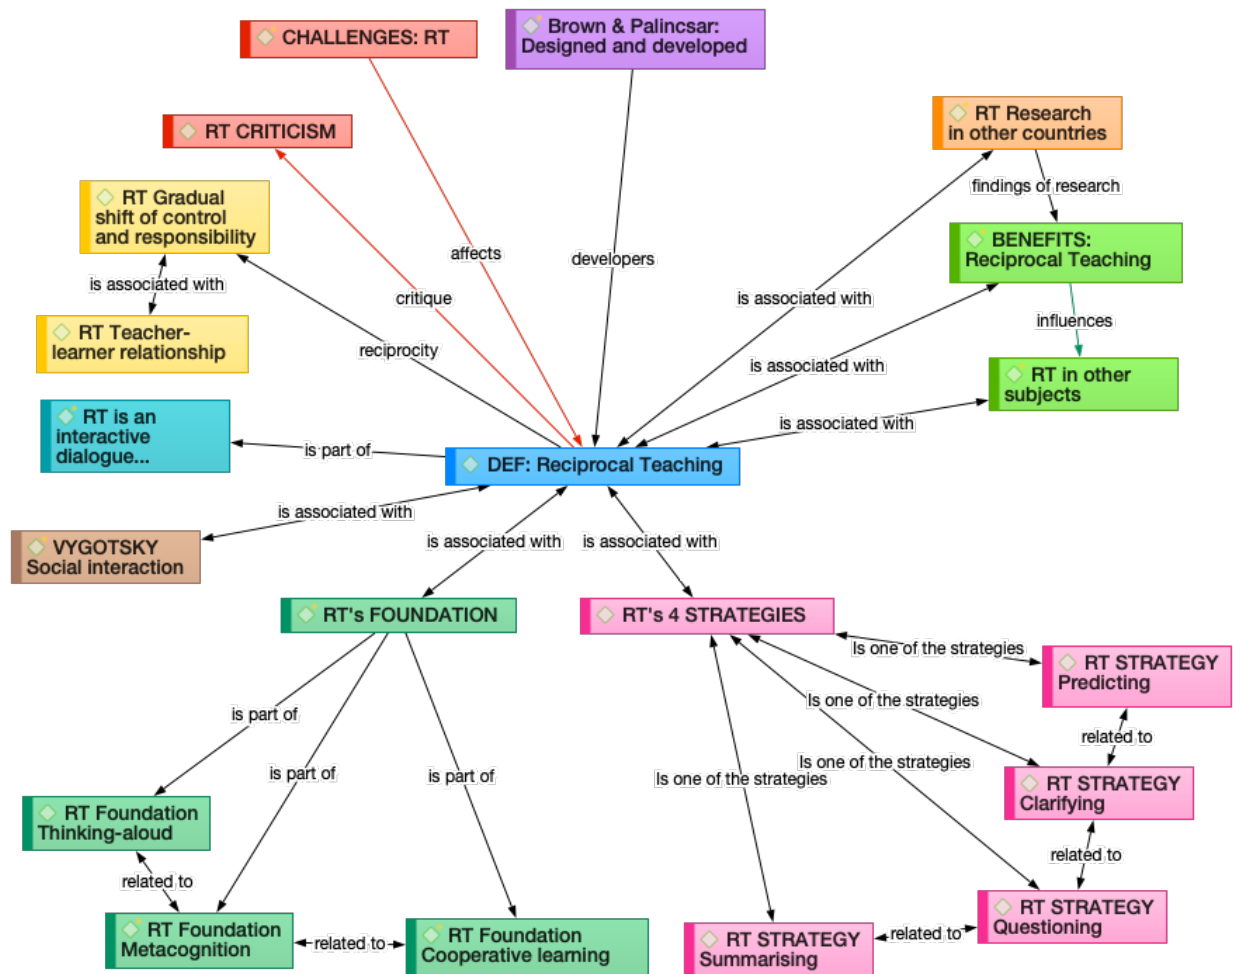 CHALLENGES: RT
Brown & Palincsar:
Designed and developed
RT CRITICISM
RT Research
in other countries
findings of research
RT Gradual
shift of control
and responsibility
BENEFITS:
Reciprocal Teaching
affects
developers
is associated with
critique
is associated with
influences
RT Teacher-
learner relationship
reciprocity
is associated with
RT in other
subjects
RT is an
interactive
dialogue...
is associated with
is part of
DEF: Reciprocal Teaching
is associated with
VYGOTSKY
Social interaction
is associated with
is associated with
RT's FOUNDATION
RT's 4 STRATEGIES
Is one of the strategies
RT STRATEGY
Predicting
is part of
Is one of the strategies
is part of
is part of
Is one of the strategies
Is one of the strategies
related to
RT STRATEGY
Clarifying
RT Foundation
Thinking-aloud
related to
related to
RT STRATEGY
Questioning
RT Foundation
Metacognition
related to
RT Foundation
Cooperative learning
RT STRATEGY
Summarising
related to